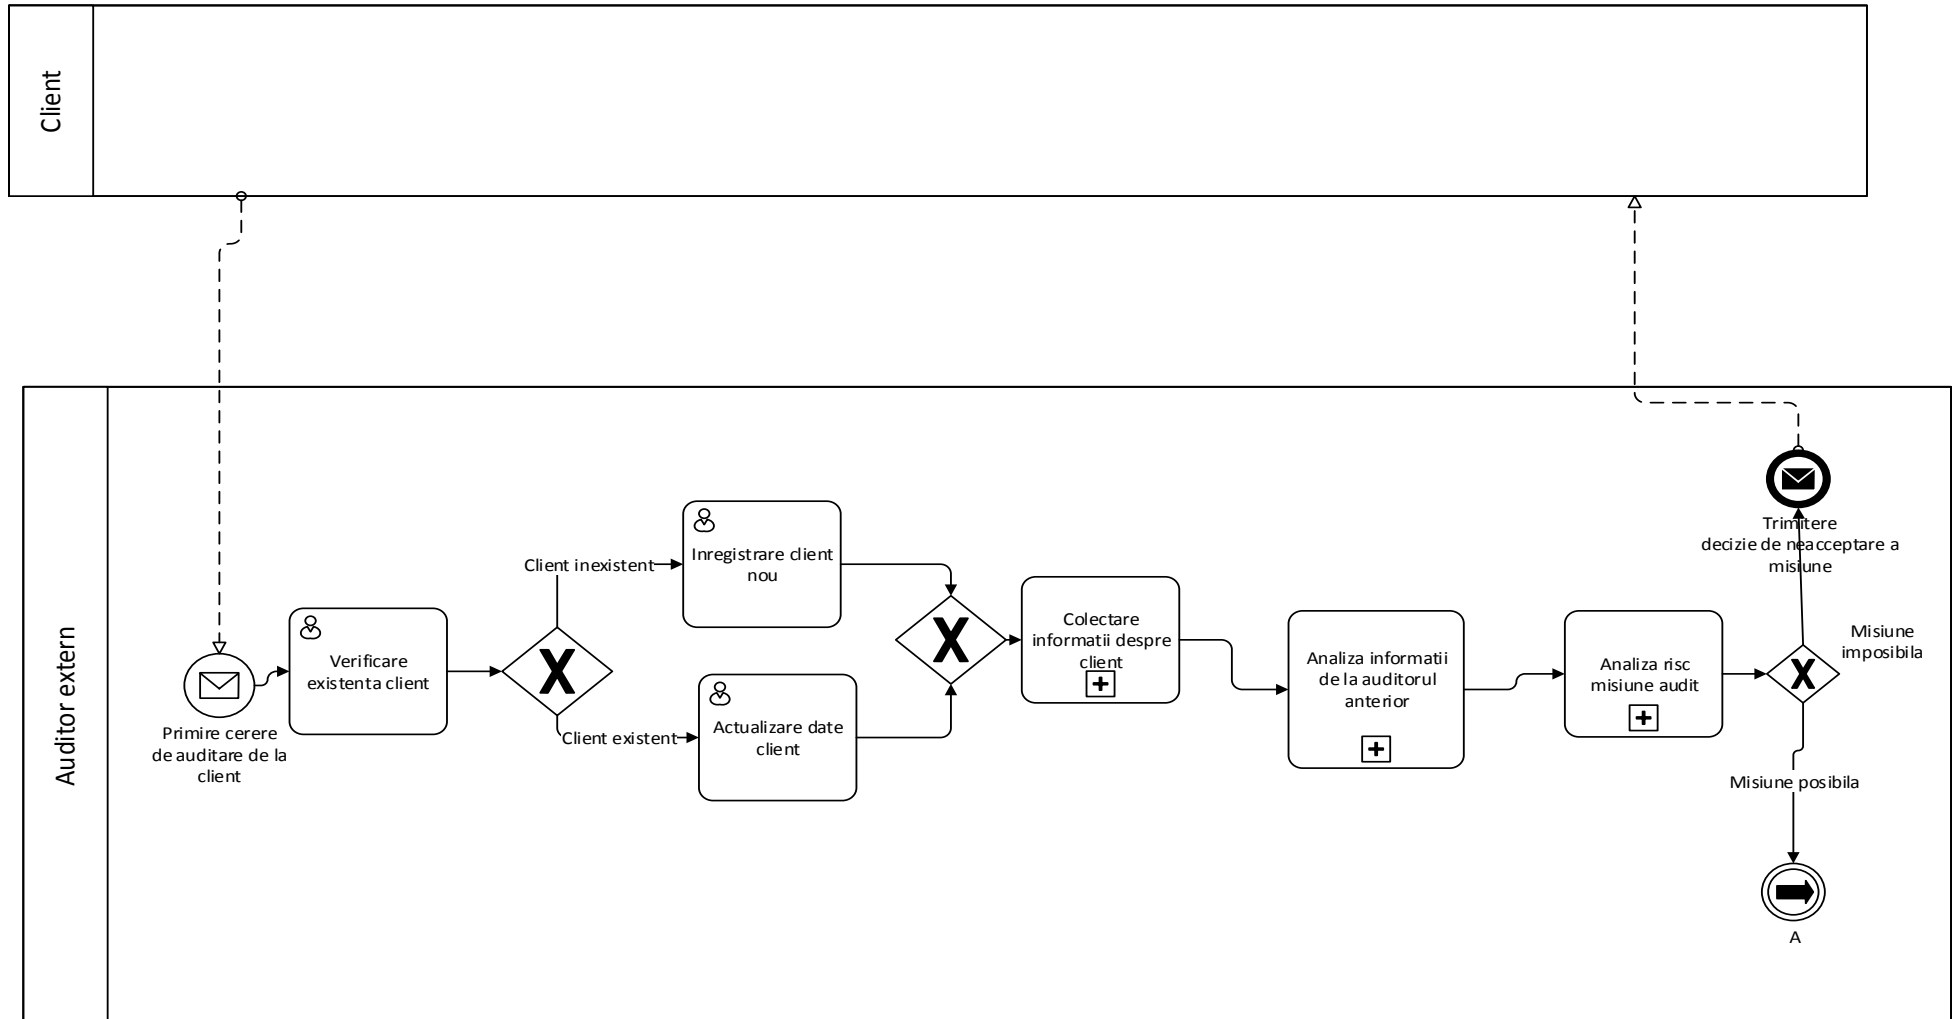 Client
Auditor extern
Primire cerere
de auditare de la
client
Verificare
existenta client
Client inexistent
Client existent
Inregistrare client
nou
Actualizare date
client
Colectare
informatii despre
client
Analiza informatii
de la auditorul
anterior
Analiza risc
misiune audit
Trimitere
decizie de neacceptare a
misiune
Misiune
imposibila
Misiune posibila
A